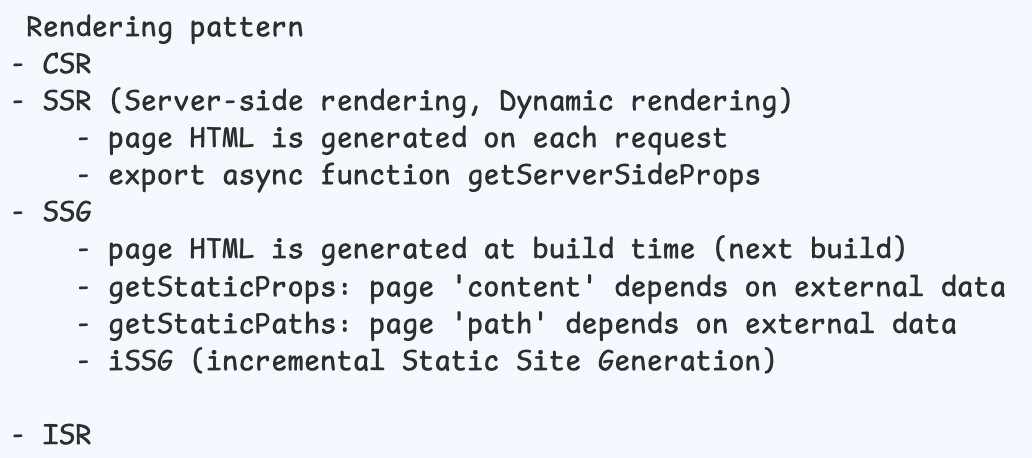 Rendering pattern
- CSR
- SSR (Server-side rendering, Dynamic rendering)
- page HTML is generated on each request
- export async function getServerSideProps
- SSG
- page HTML is generated at build time (next build)
- getStaticProps: page 'content' depends on external data
- getStaticPaths: page 'path' depends on external data
- iSSG (incremental Static Site Generation)
- ISR